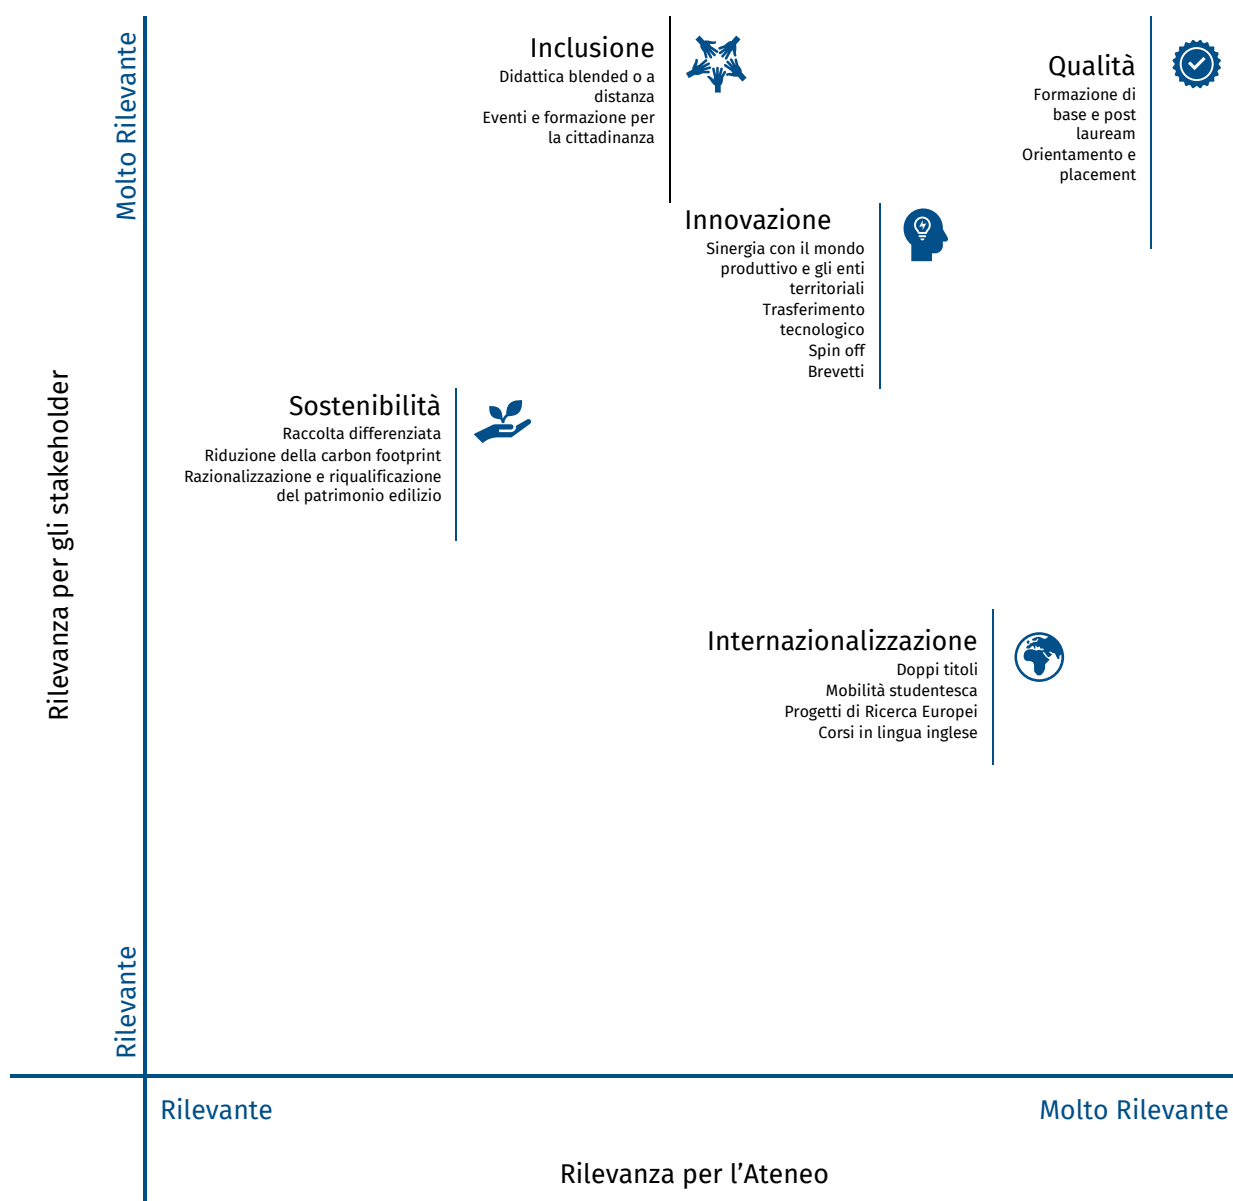 Molto Rilevante
Rilevanza per gli stakeholder
Rilevante
Inclusione
Didattica blended o a
distanza
Eventi e formazione per
la cittadinanza
Qualità
Formazione di
base e post
lauream
Orientamento e
placement
Innovazione
Sinergia con il mondo
produttivo e gli enti
territoriali
Trasferimento
tecnologico
Spin off
Brevetti
Sostenibilità
Raccolta differenziata
Riduzione della carbon footprint
Razionalizzazione e riqualificazione
del patrimonio edilizio
Internazionalizzazione
Doppi titoli
Mobilità studentesca
Progetti di Ricerca Europei
Corsi in lingua inglese
Rilevante
Molto Rilevante
Rilevanza per l'Ateneo